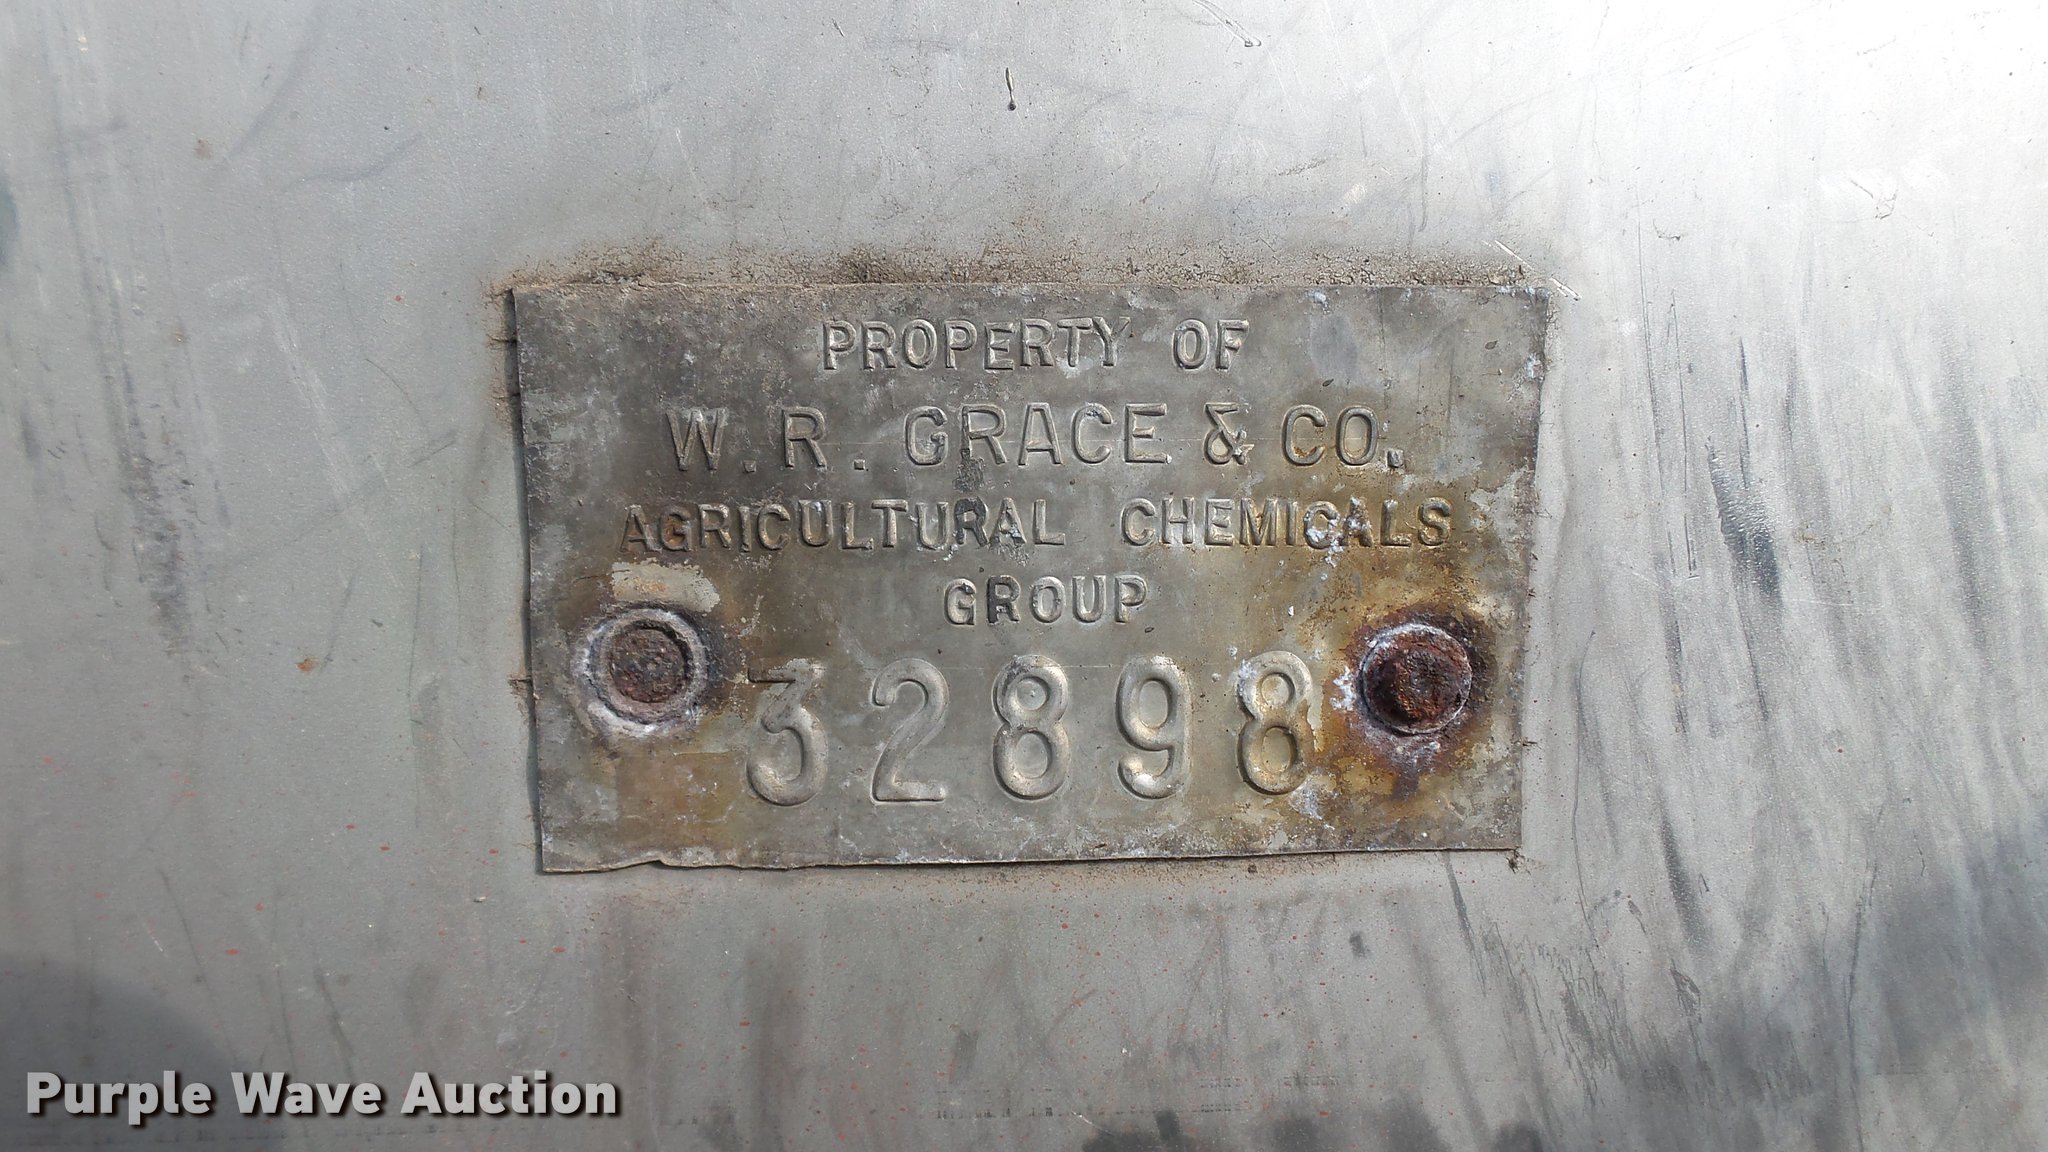 PROPERTY OF
W. R. GRACE & CO.
AGRICULTURAL CHEMICALS
GROUP
32898
Purple Wave Auction